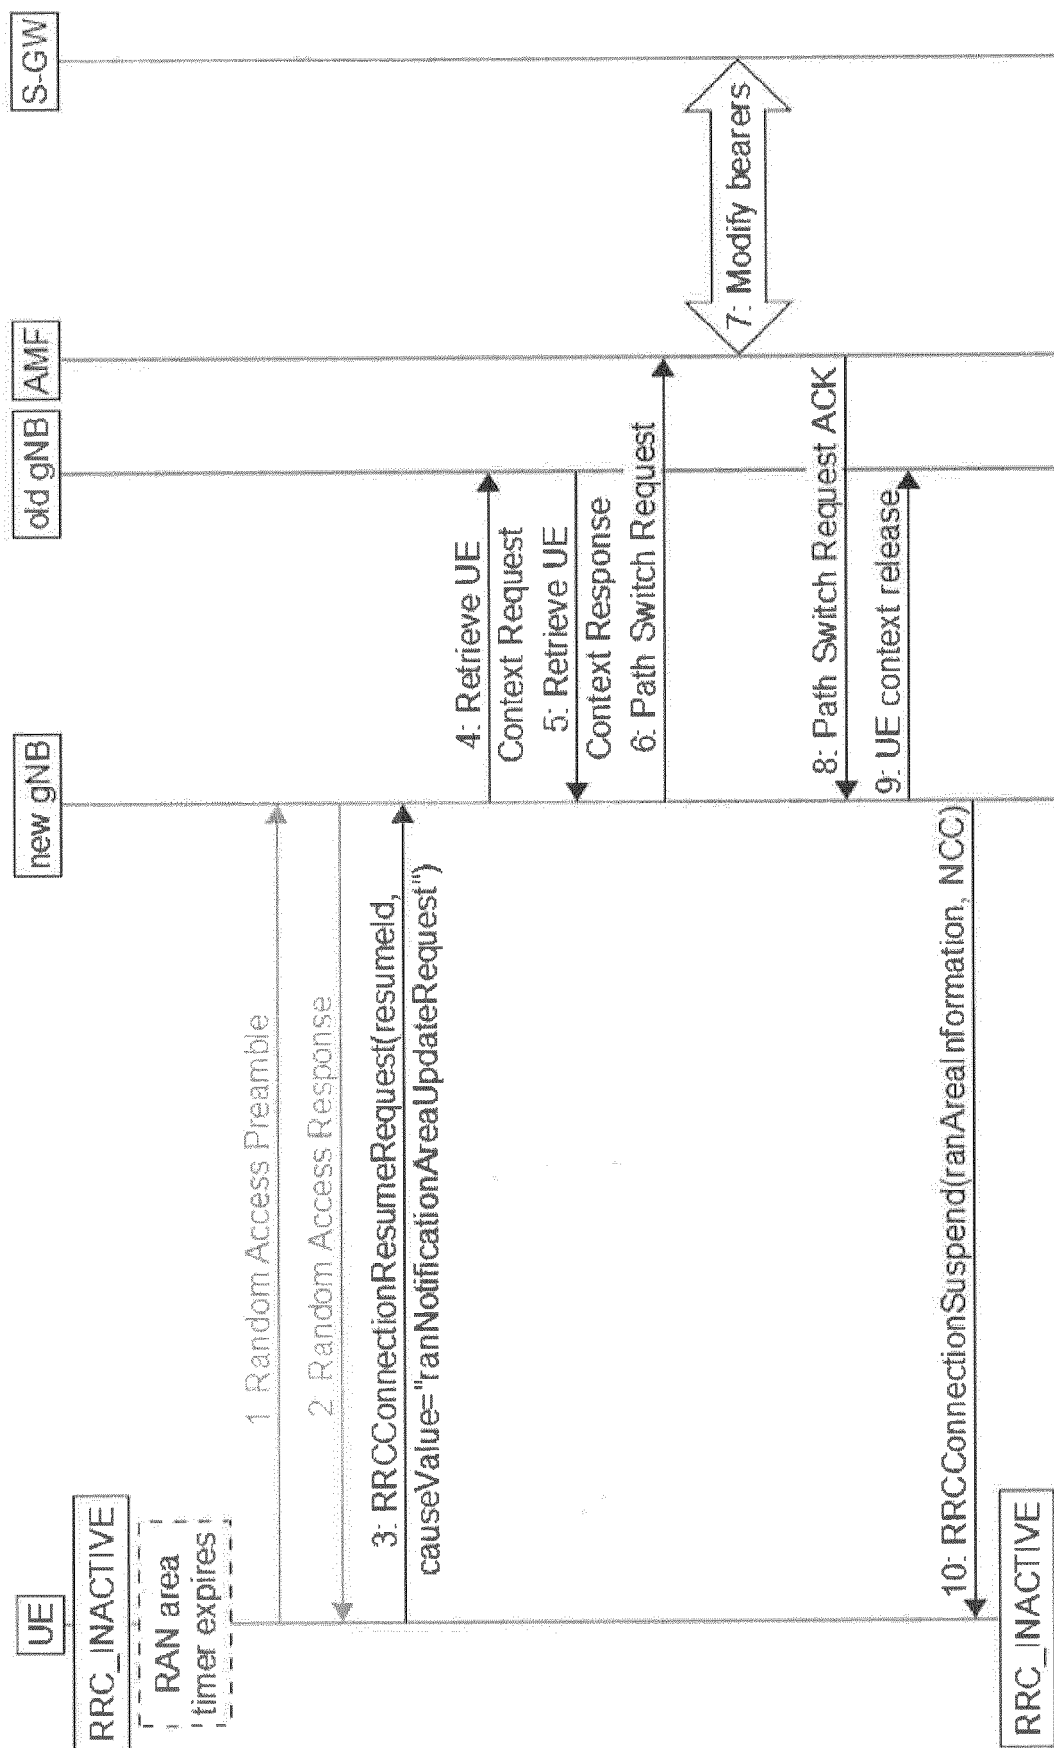 UE
new gNB
old gNB
AMF
S-GW
RRC_INACTIVE
RAN area
timer expires
1 Random Access Preamble
2 Random Access Response
3: RRCConnectionResumeRequest(resumeId,
causeValue="ranNotificationAreaUpdateRequest")
4: Retrieve UE
Context Request
5: Retrieve UE
Context Response
6: Path Switch Request
7: Modify bearers
8: Path Switch Request ACK
9: UE context release
10: RRCConnectionSuspend(ranAreaInformation, NCC)
RRC_INACTIVE